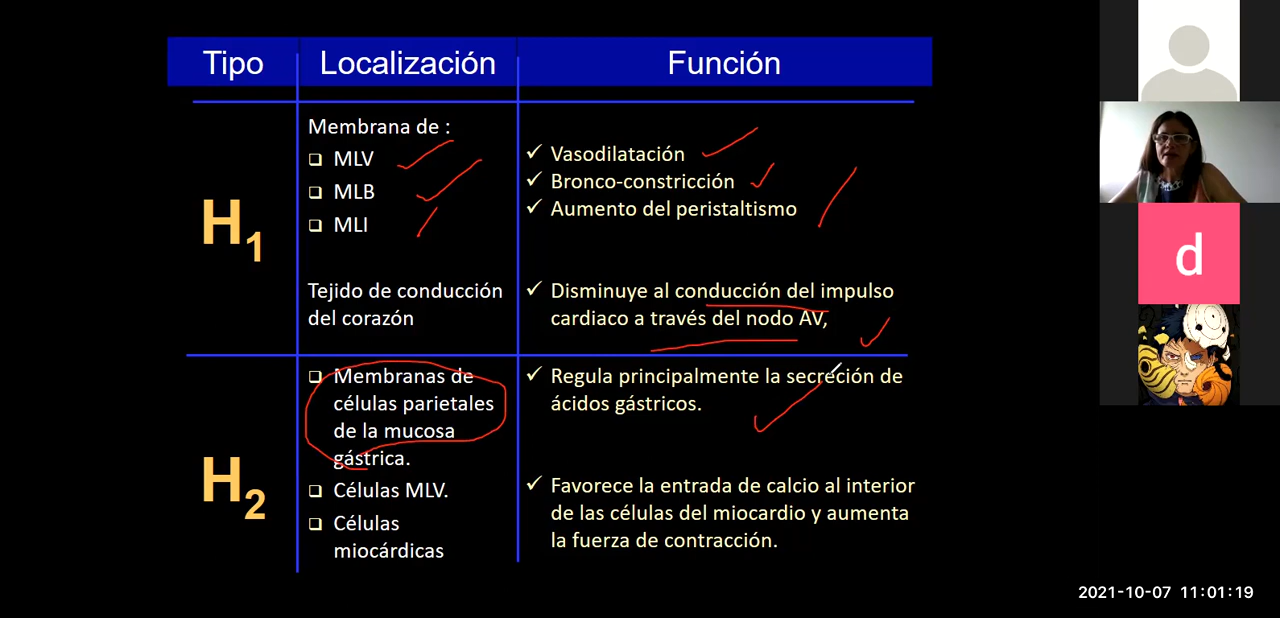 Tipo
Localización
Función
H1
Membrana de :
MLV
MLB
MLI
Vasodilatación
Bronco-constricción
Aumento del peristaltismo
Tejido de conducción
del corazón
Disminuye al conducción del impulso
cardiaco a través del nodo AV,
H2
Membranas de
células parietales
de la mucosa
gástrica.
Células MLV.
Células
miocárdicas
Regula principalmente la secreción de
ácidos gástricos.
Favorece la entrada de calcio al interior
de las células del miocardio y aumenta
la fuerza de contracción.
d
2021-10-07 11:01:19